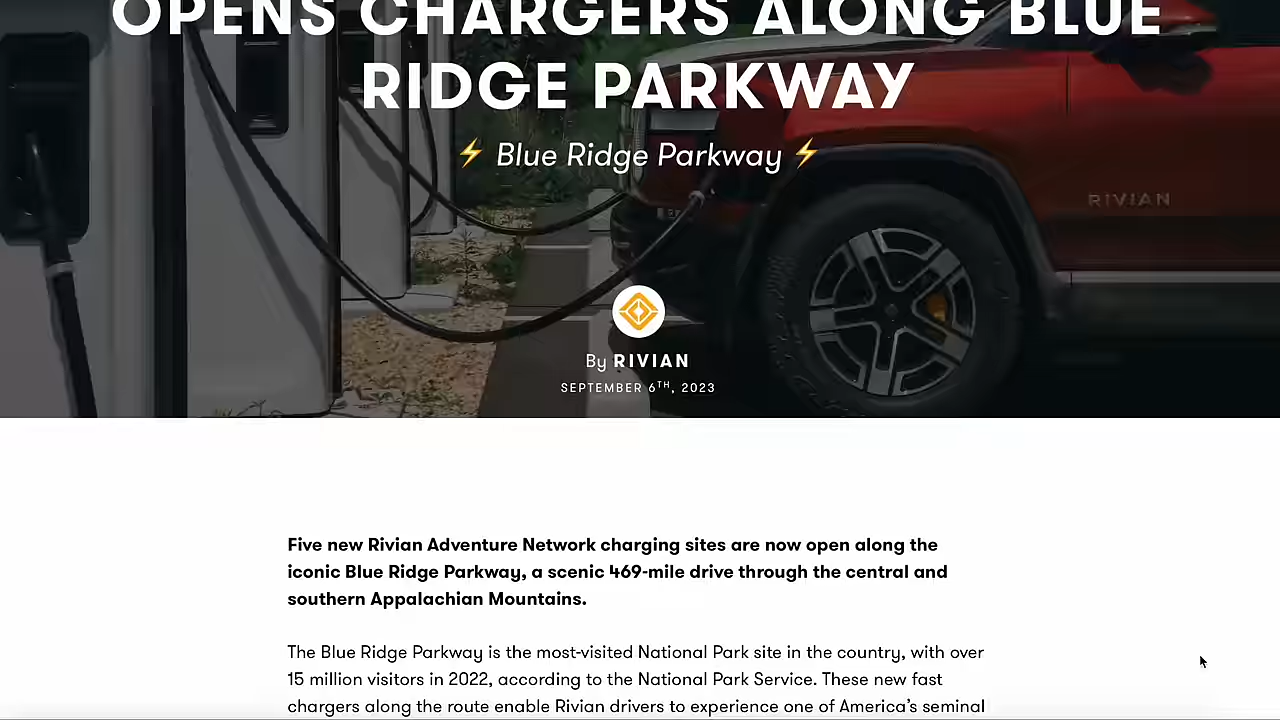 OPENS CHARGERS ALONG BLUE
RIDGE PARKWAY
⚡ Blue Ridge Parkway ⚡
RIVIAN
By RIVIAN
SEPTEMBER 6TH, 2023
Five new Rivian Adventure Network charging sites are now open along the
iconic Blue Ridge Parkway, a scenic 469-mile drive through the central and
southern Appalachian Mountains.
The Blue Ridge Parkway is the most-visited National Park site in the country, with over
15 million visitors in 2022, according to the National Park Service. These new fast
chargers along the route enable Rivian drivers to experience one of America’s seminal